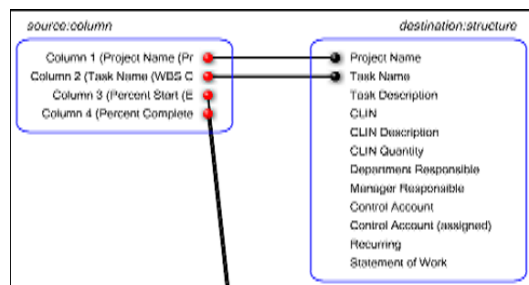 source:column
destination:structure
Column 1 (Project Name (Pr
Column 2 (Task Name (WBS C
Column 3 (Percent Start (E
Column 4 (Percent Complete
Project Name
Task Name
Task Description
CLIN
CLIN Description
CLIN Quantity
Department Responsible
Manager Responsible
Control Account
Control Account (assigned)
Recurring
Statement of Work